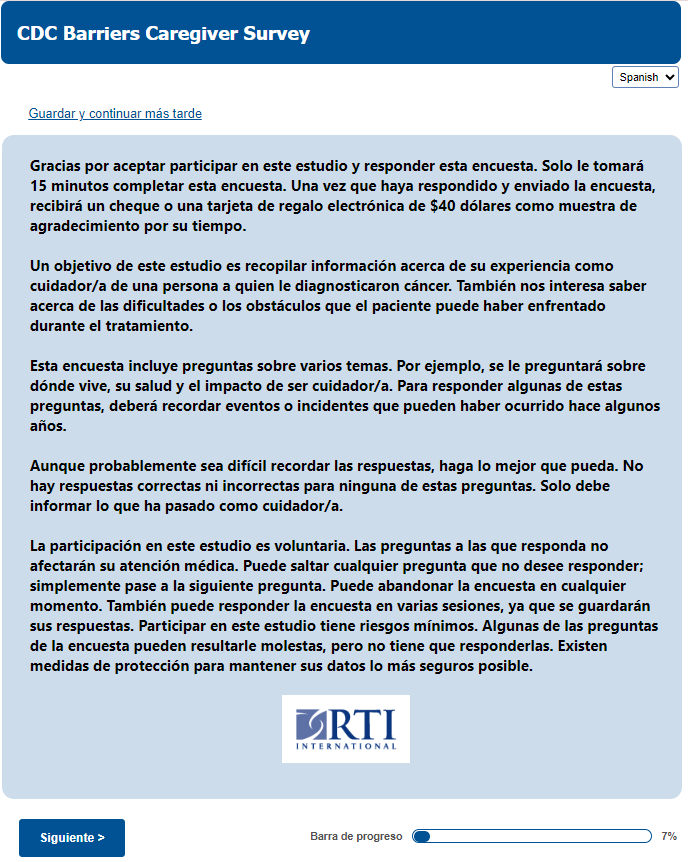 CDC Barriers Caregiver Survey
Spanish
Guardar y continuar más tarde
Gracias por aceptar participar en este estudio y responder esta encuesta. Solo le tomará
15 minutos completar esta encuesta. Una vez que haya respondido y enviado la encuesta,
recibirá un cheque o una tarjeta de regalo electrónica de $40 dólares como muestra de
agradecimiento por su tiempo.
Un objetivo de este estudio es recopilar información acerca de su experiencia como
cuidador/a de una persona a quien le diagnosticaron cáncer. También nos interesa saber
acerca de las dificultades o los obstáculos que el paciente puede haber enfrentado
durante el tratamiento.
Esta encuesta incluye preguntas sobre varios temas. Por ejemplo, se le preguntará sobre
dónde vive, su salud y el impacto de ser cuidador/a. Para responder algunas de estas
preguntas, deberá recordar eventos o incidentes que pueden haber ocurrido hace algunos
años.
Aunque probablemente sea difícil recordar las respuestas, haga lo mejor que pueda. No
hay respuestas correctas ni incorrectas para ninguna de estas preguntas. Solo debe
informar lo que ha pasado como cuidador/a.
La participación en este estudio es voluntaria. Las preguntas a las que responda no
afectarán su atención médica. Puede saltar cualquier pregunta que no desee responder;
simplemente pase a la siguiente pregunta. Puede abandonar la encuesta en cualquier
momento. También puede responder la encuesta en varias sesiones, ya que se guardarán
sus respuestas. Participar en este estudio tiene riesgos mínimos. Algunas de las preguntas
de la encuesta pueden resultarle molestas, pero no tiene que responderlas. Existen
medidas de protección para mantener sus datos lo más seguros posible.
RTI
INTERNATIONAL
Siguiente >
Barra de progreso
7%